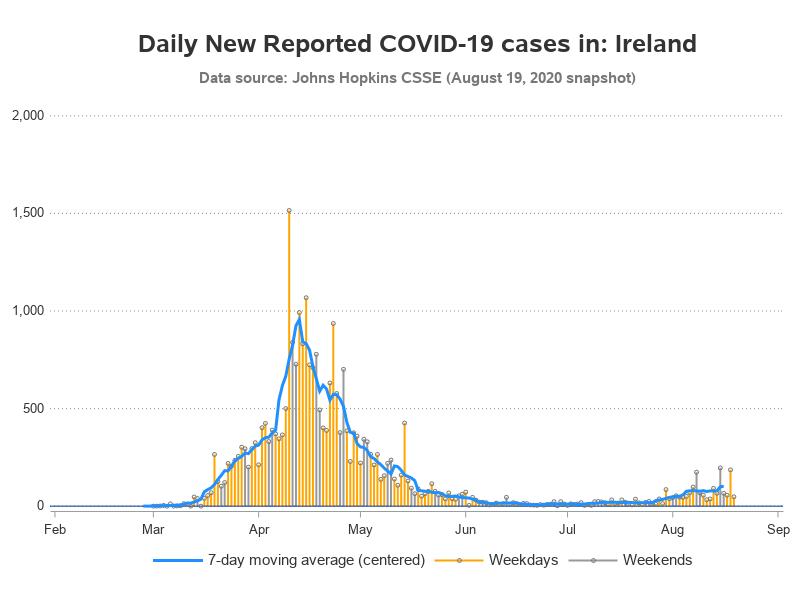 Daily New Reported COVID-19 cases in: Ireland
Data source: Johns Hopkins CSSE (August 19, 2020 snapshot)
2,000
1,500
1,000
500
0
Feb Mar Apr May Jun Jul Aug Sep
7-day moving average (centered) Weekdays Weekends